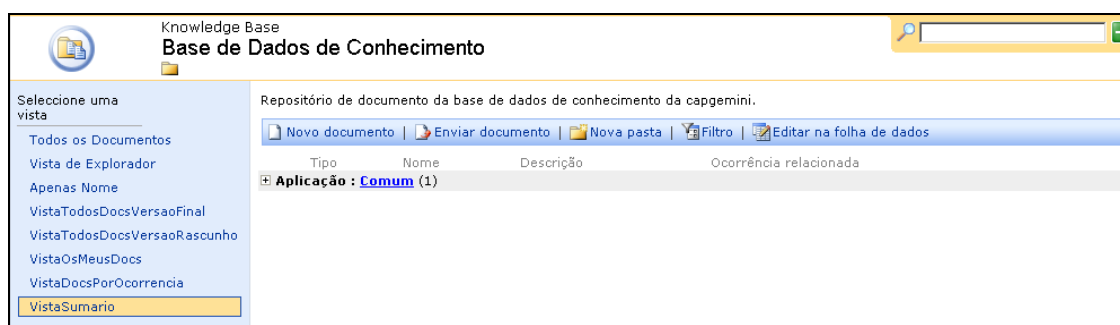 Knowledge Base
Base de Dados de Conhecimento
Seleccione uma
vista
Todos os Documentos
Vista de Explorador
Apenas Nome
VistaTodosDocsVersaoFinal
VistaTodosDocsVersaoRascunho
VistaOsMeusDocs
VistaDocsPorOcorrencia
VistaSumario
Repositório de documento da base de dados de conhecimento da capgemini.
Novo documento | Enviar documento | Nova pasta | Filtro | Editar na folha de dados
Tipo Nome Descrição Ocorrência relacionada
Aplicação : Comum (1)